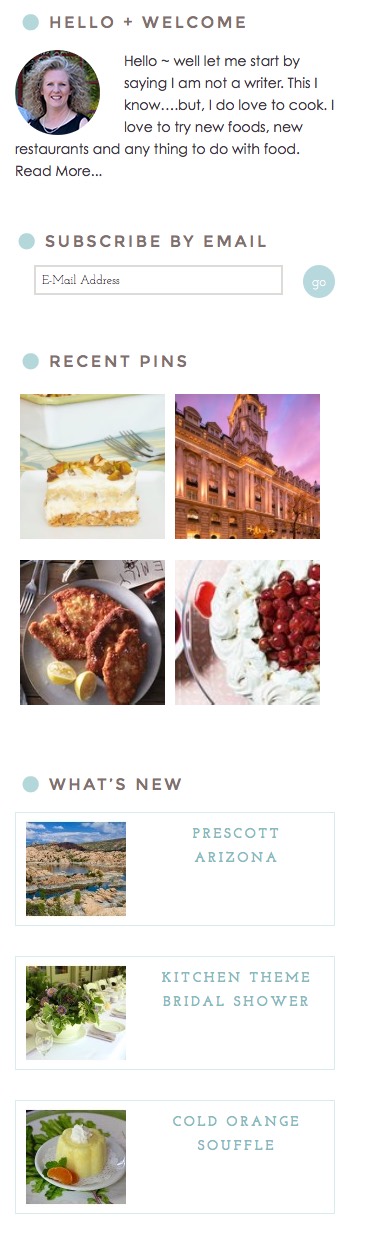 HELLO + WELCOME
Hello ~ well let me start by
saying I am not a writer. This I
know....but, I do love to cook. I
love to try new foods, new
restaurants and any thing to do with food.
Read More...
SUBSCRIBE BY EMAIL
E-Mail Address
go
RECENT PINS
EMILY
WHAT'S NEW
PRESCOTT
ARIZONA
KITCHEN THEME
BRIDAL SHOWER
COLD ORANGE
SOUFFLE